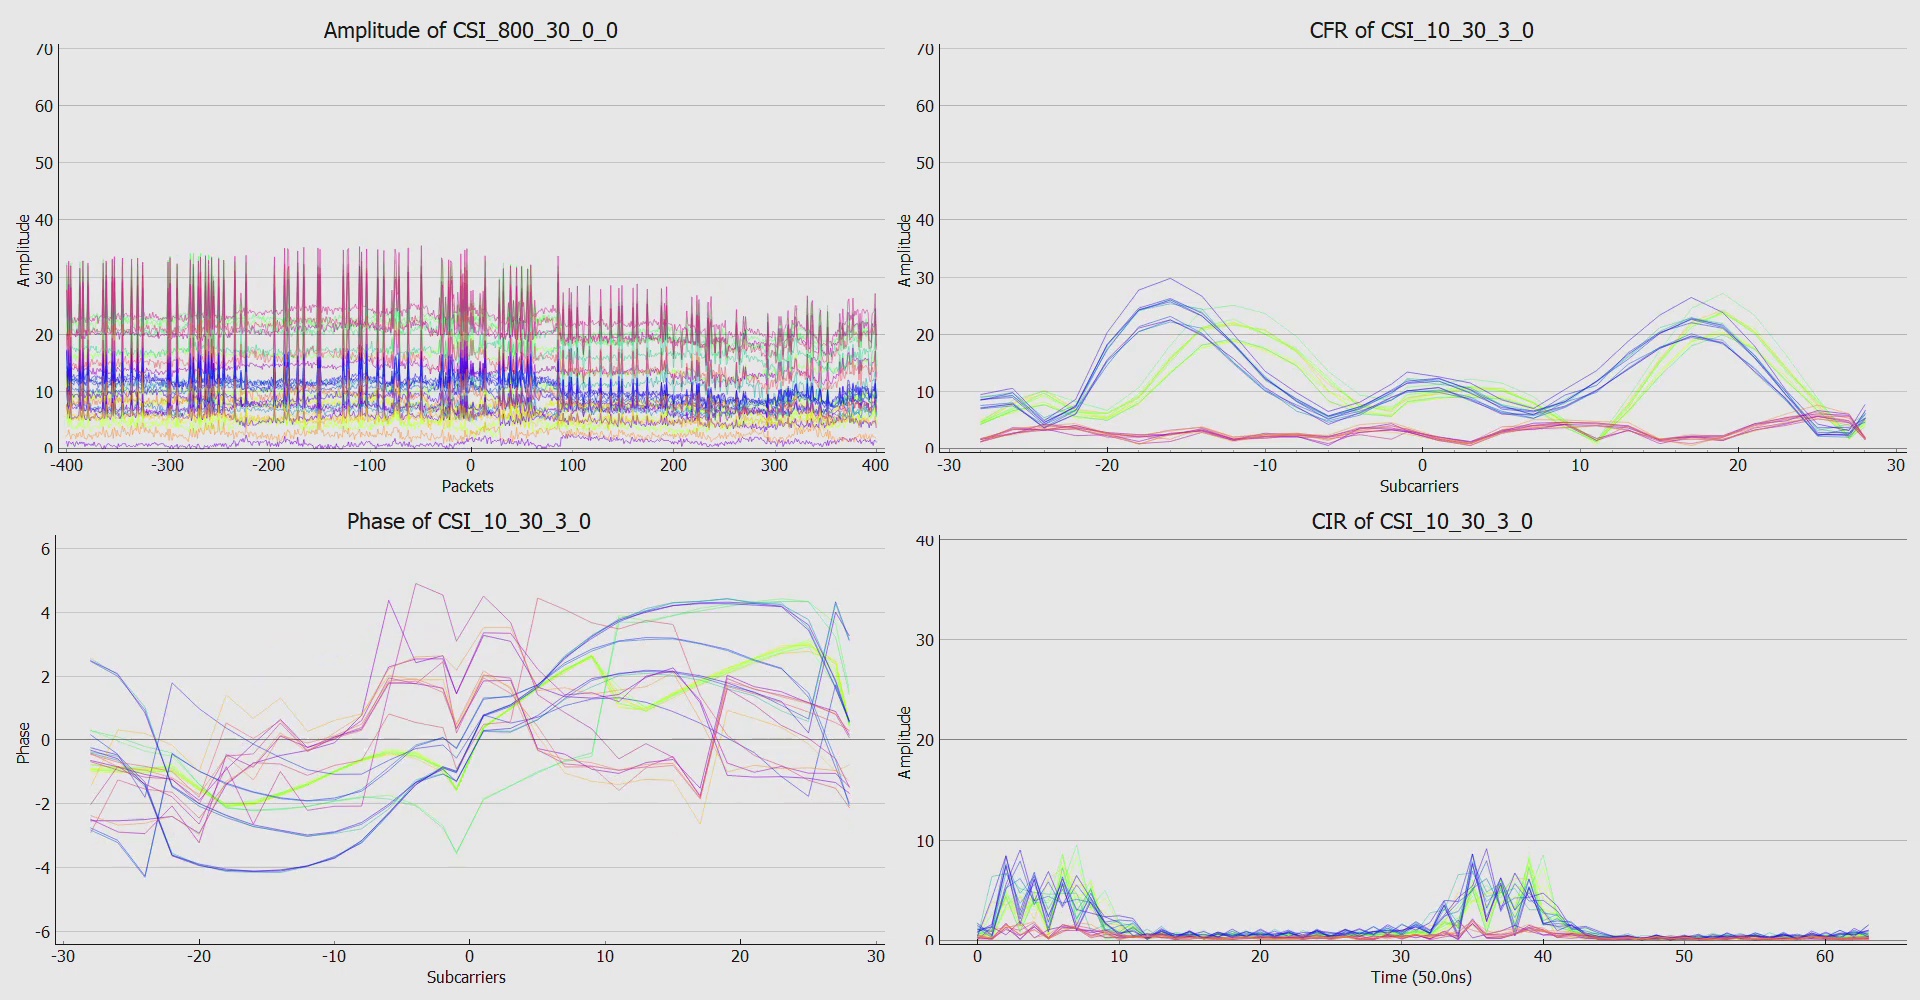 Amplitude of CSI_800_30_0_0
70
60
50
40
30
20
10
0
Amplitude
-400 -300 -200 -100 0 100 200 300 400
Packets
CFR of CSI_10_30_3_0
70
60
50
40
30
20
10
0
Amplitude
-30 -20 -10 0 10 20 30
Subcarriers
Phase of CSI_10_30_3_0
6
4
2
0
-2
-4
-6
Phase
-30 -20 -10 0 10 20 30
Subcarriers
CIR of CSI_10_30_3_0
40
30
20
10
0
Amplitude
0 10 20 30 40 50 60
Time (50.0ns)